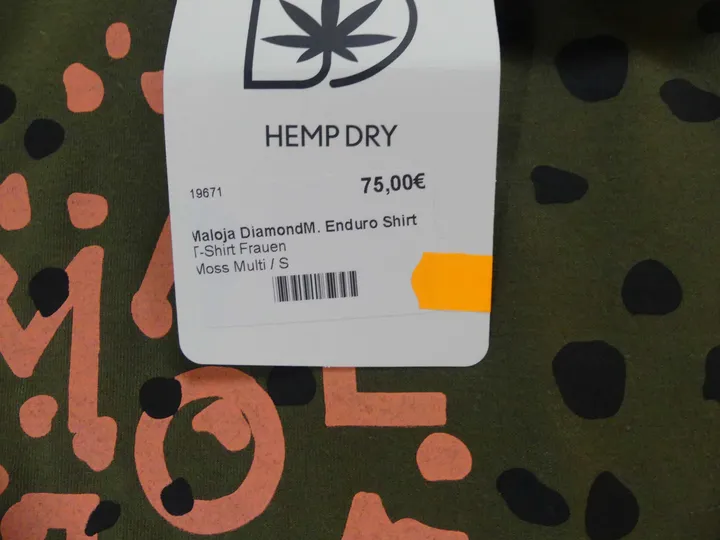 HEMP DRY
19671
75,00€
Maloja DiamondM. Enduro Shirt
T-Shirt Frauen
Moss Multi / S